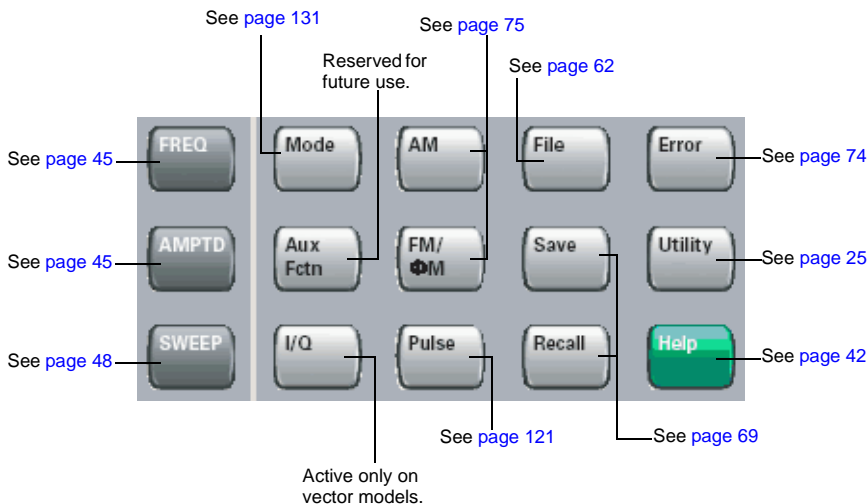 See page 131
See page 75
Reserved for
future use.
See page 62
See page 45
FREQ
Mode
AM
File
Error
See page 74
See page 45
AMPTD
Aux
Fctn
FM/
ΦM
Save
Utility
See page 25
See page 48
SWEEP
I/Q
Pulse
Recall
Help
See page 42
See page 121
See page 69
Active only on
vector models.